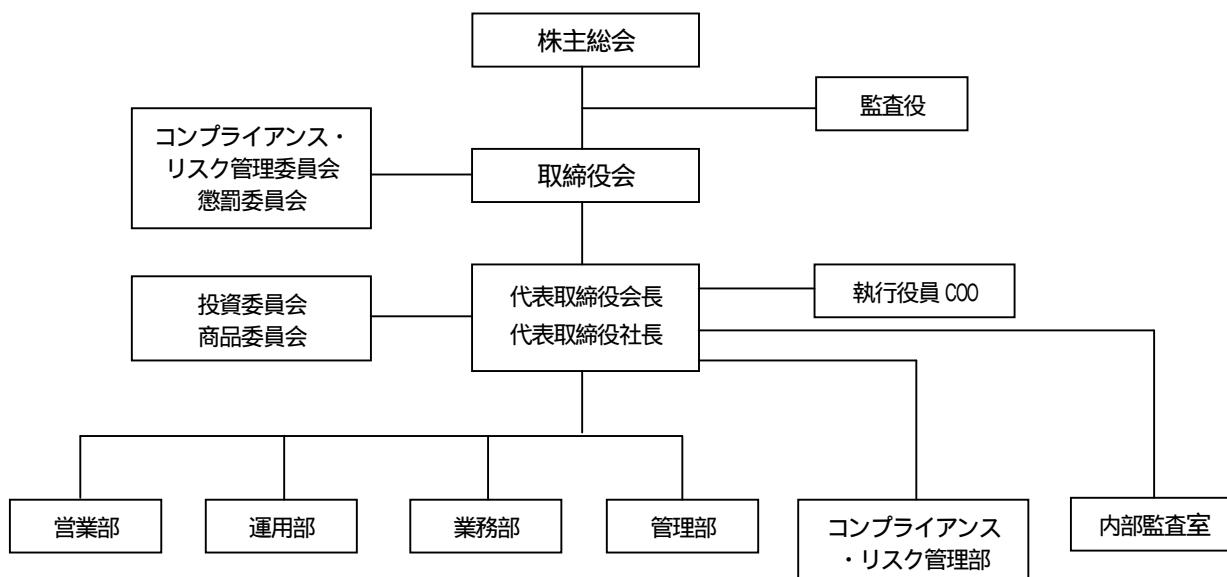 株主総会
監査役
コンプライアンス・
リスク管理委員会
懲罰委員会
取締役会
投資委員会
商品委員会
代表取締役会長
代表取締役社長
執行役員 COO
営業部
運用部
業務部
管理部
コンプライアンス
・リスク管理部
内部監査室